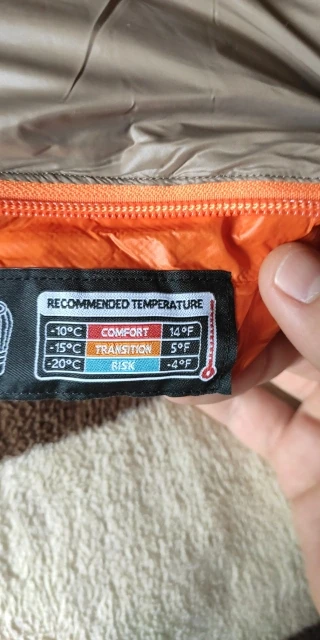 RECOMMENDED TEMPERATURE
-10°C COMFORT 14°F
-15°C TRANSITION 5°F
-20°C RISK -4°F